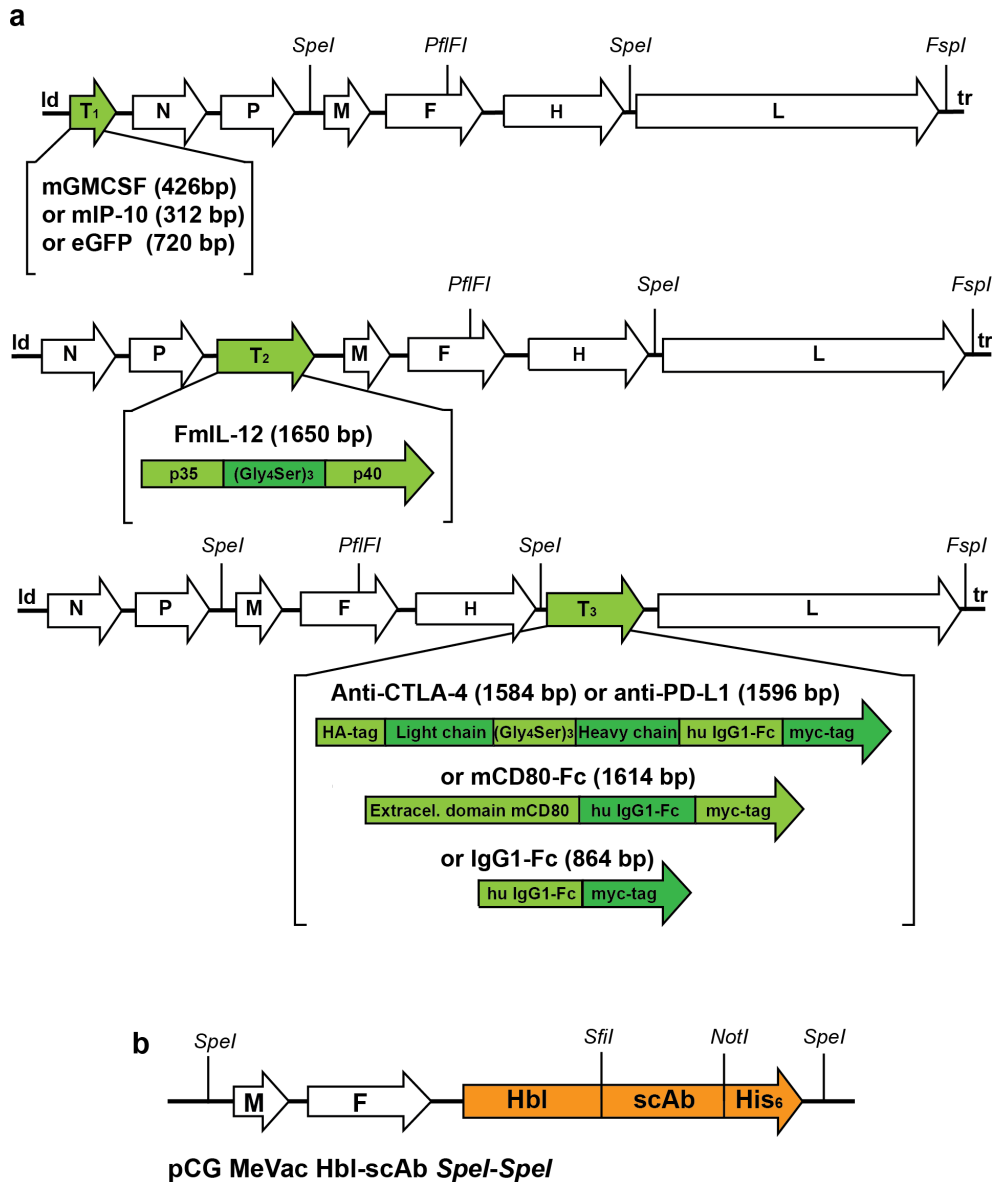 a
SpeI PflFI SpeI FspI
ld T1 N P M F H L tr
mGMCSF (426bp)
or mIP-10 (312 bp)
or eGFP (720 bp)
PflFI SpeI FspI
ld N P T2 M F H L tr
FmIL-12 (1650 bp)
p35 (Gly4Ser)3 p40
SpeI PflFI SpeI FspI
ld N P M F H T3 L tr
Anti-CTLA-4 (1584 bp) or anti-PD-L1 (1596 bp)
HA-tag Light chain (Gly4Ser)3 Heavy chain hu IgG1-Fc myc-tag
or mCD80-Fc (1614 bp)
Extracel. domain mCD80 hu IgG1-Fc myc-tag
or IgG1-Fc (864 bp)
hu IgG1-Fc myc-tag
b
SpeI SfiI NotI SpeI
M F Hbl scAb His6
pCG MeVac Hbl-scAb SpeI-SpeI